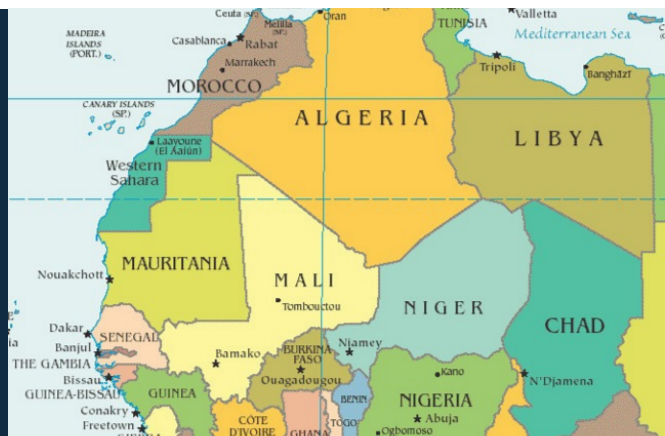 Ceuta (SP.)
Melilla
(SP.)
Oran
TUNISIA
Valletta
MADEIRA
ISLANDS
(PORT.)
Casablanca
Rabat
Mediterranean Sea
Tripoli
Banghāzī
Marrakech
MOROCCO
CANARY ISLANDS
(SP.)
ALGERIA
LIBYA
Laayoune
(El Aaiún)
Western
Sahara
MAURITANIA
Nouakchott
MALI
Tombouctou
NIGER
CHAD
Dakar
SENEGAL
Banjul
THE GAMBIA
Bissau
GUINEA-BISSAU
Bamako
BURKINA
FASO
Ouagadougou
Niamey
Kano
N'Djamena
GUINEA
Conakry
Freetown
CÔTE
D'IVOIRE
GHANA
TOGO
BENIN
NIGERIA
Abuja
Ogbomoso